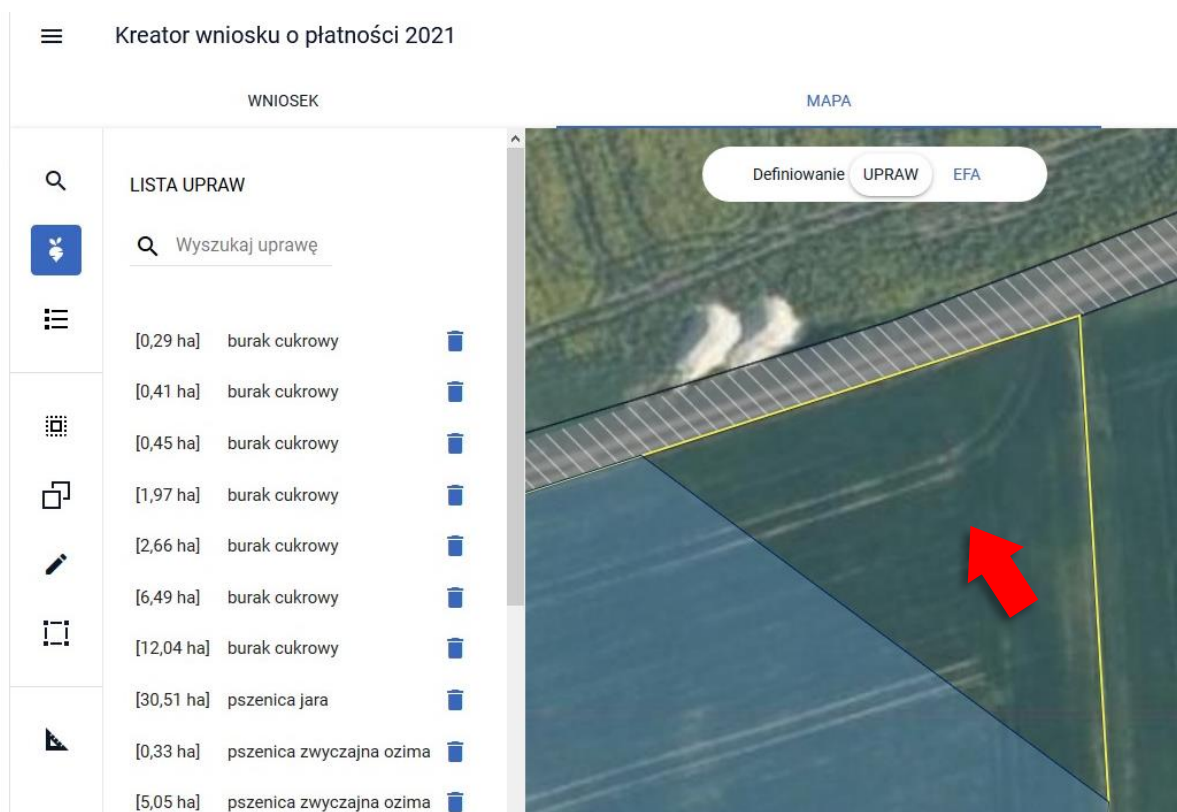 Kreator wniosku o płatności 2021
WNIOSEK
MAPA
LISTA UPRAW
Wyszukaj uprawę
[0,29 ha] burak cukrowy
[0,41 ha] burak cukrowy
[0,45 ha] burak cukrowy
[1,97 ha] burak cukrowy
[2,66 ha] burak cukrowy
[6,49 ha] burak cukrowy
[12,04 ha] burak cukrowy
[30,51 ha] pszenica jara
[0,33 ha] pszenica zwyczajna ozima
[5,05 ha] pszenica zwyczajna ozima
Definiowanie UPRAW EFA